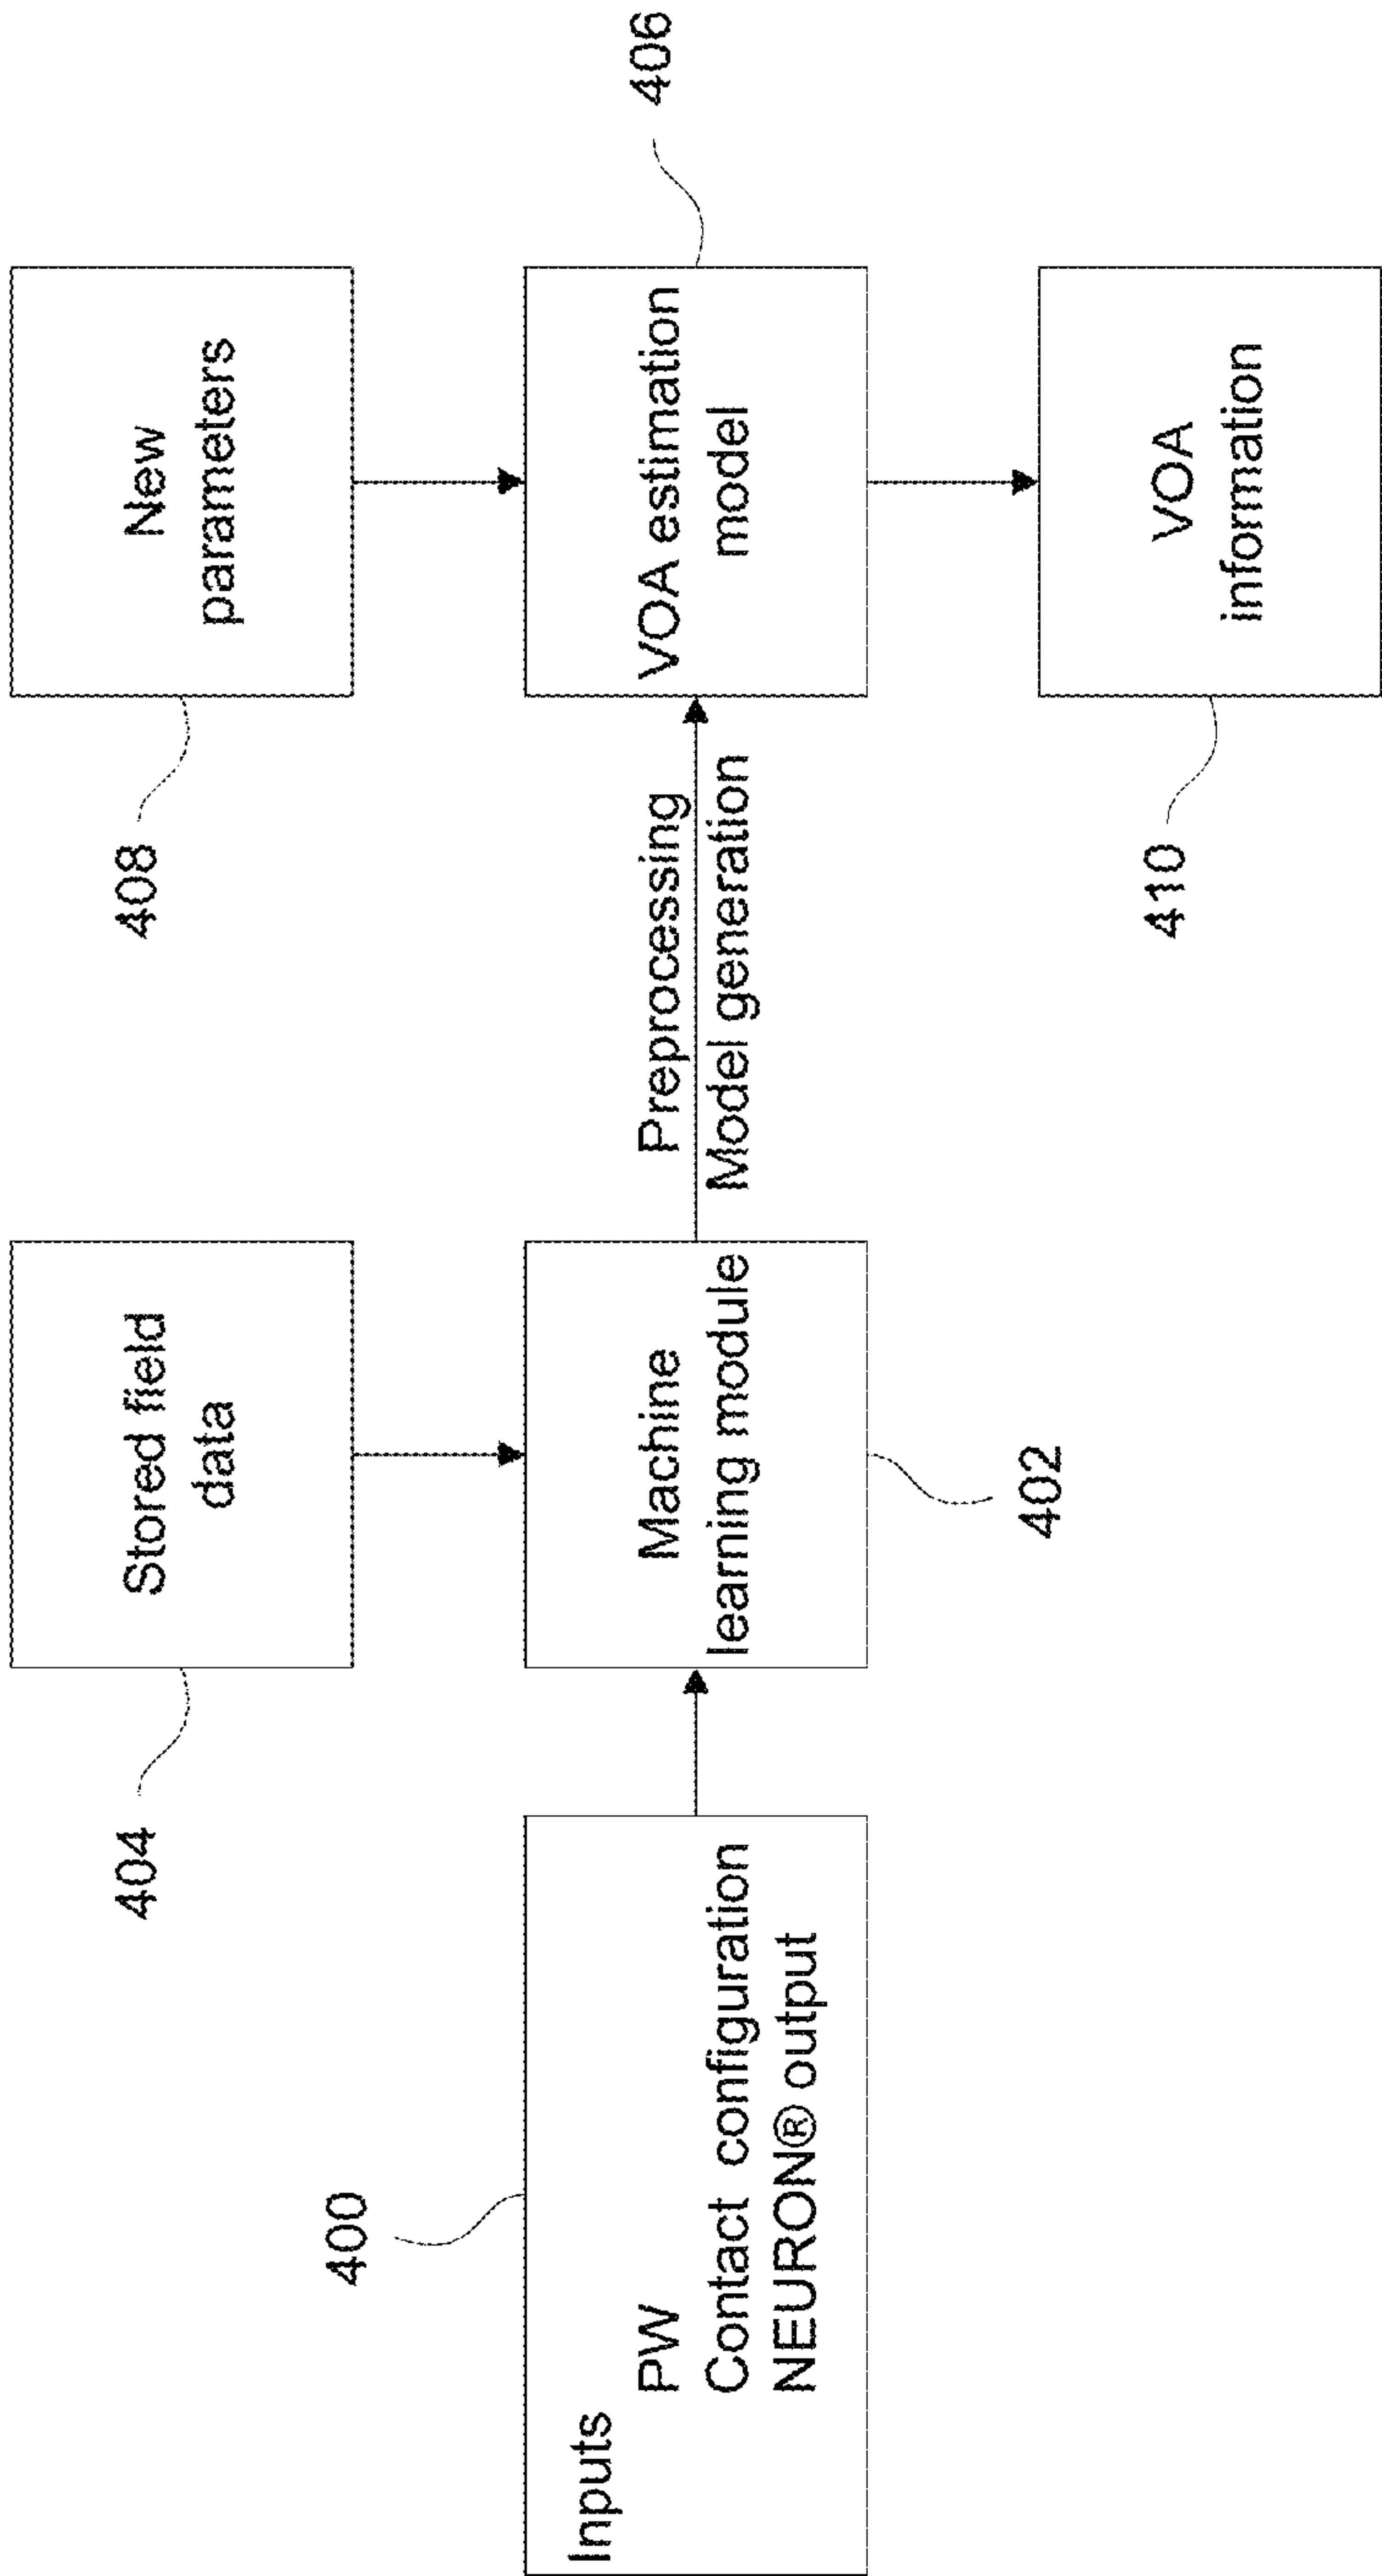 404
Stored field
data
408
New
parameters
400
Inputs
PW
Contact configuration
NEURON® output
Machine
learning module
402
Preprocessing
Model generation
VOA estimation
model
406
410
VOA
information